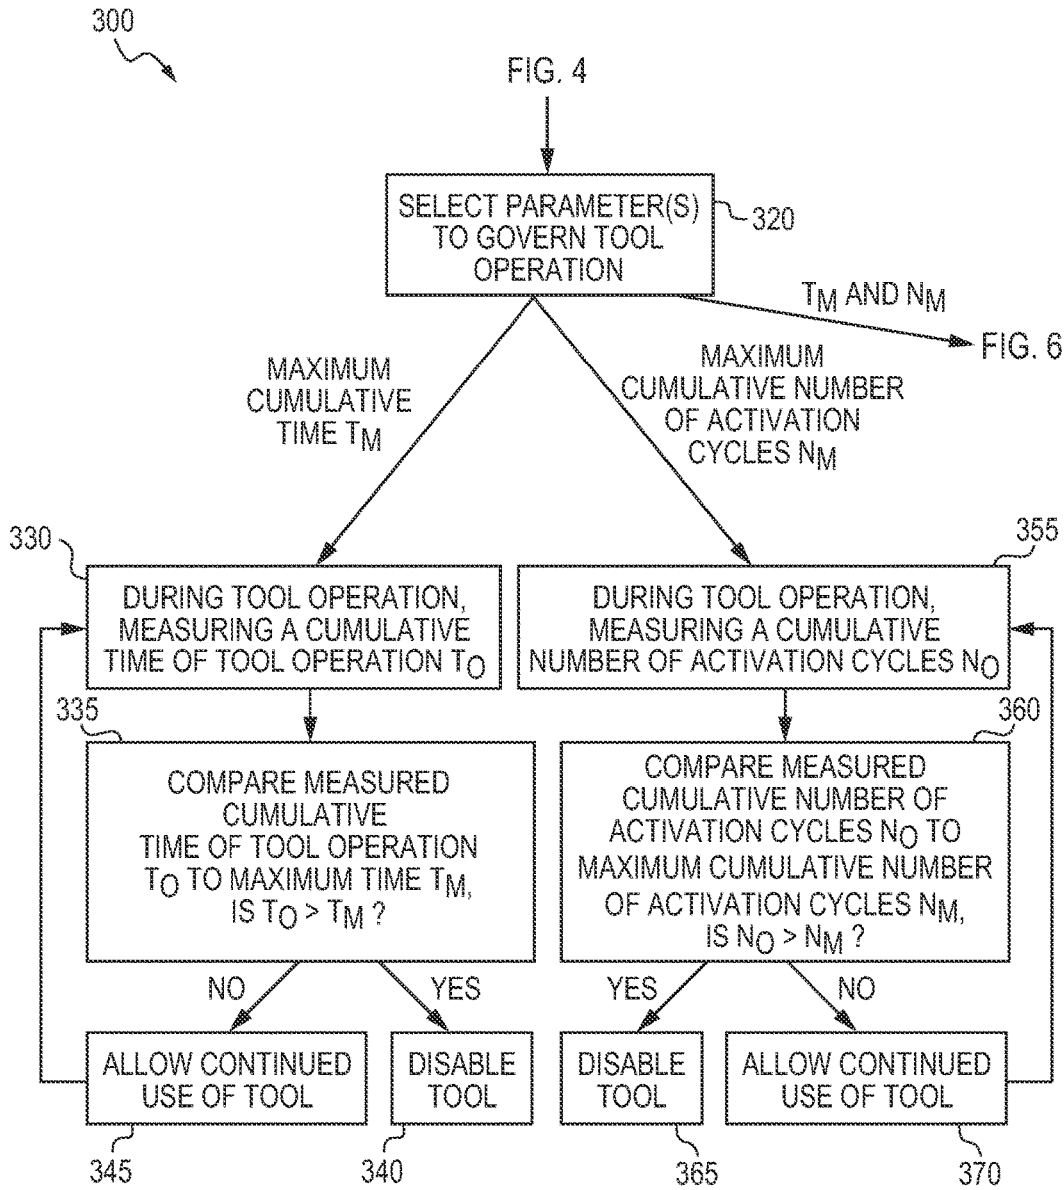 300
FIG. 4
SELECT PARAMETER(S)
TO GOVERN TOOL
OPERATION
320
TM AND NM
FIG. 6
MAXIMUM
CUMULATIVE
TIME TM
MAXIMUM
CUMULATIVE NUMBER
OF ACTIVATION
CYCLES NM
330
DURING TOOL OPERATION,
MEASURING A CUMULATIVE
TIME OF TOOL OPERATION TO
355
DURING TOOL OPERATION,
MEASURING A CUMULATIVE
NUMBER OF ACTIVATION CYCLES NO
335
COMPARE MEASURED
CUMULATIVE
TIME OF TOOL OPERATION
TO TO MAXIMUM TIME TM,
IS TO > TM ?
360
COMPARE MEASURED
CUMULATIVE NUMBER OF
ACTIVATION CYCLES NO TO
MAXIMUM CUMULATIVE NUMBER
OF ACTIVATION CYCLES NM,
IS NO > NM ?
NO
YES
YES
NO
ALLOW CONTINUED
USE OF TOOL
DISABLE
TOOL
DISABLE
TOOL
ALLOW CONTINUED
USE OF TOOL
345
340
365
370